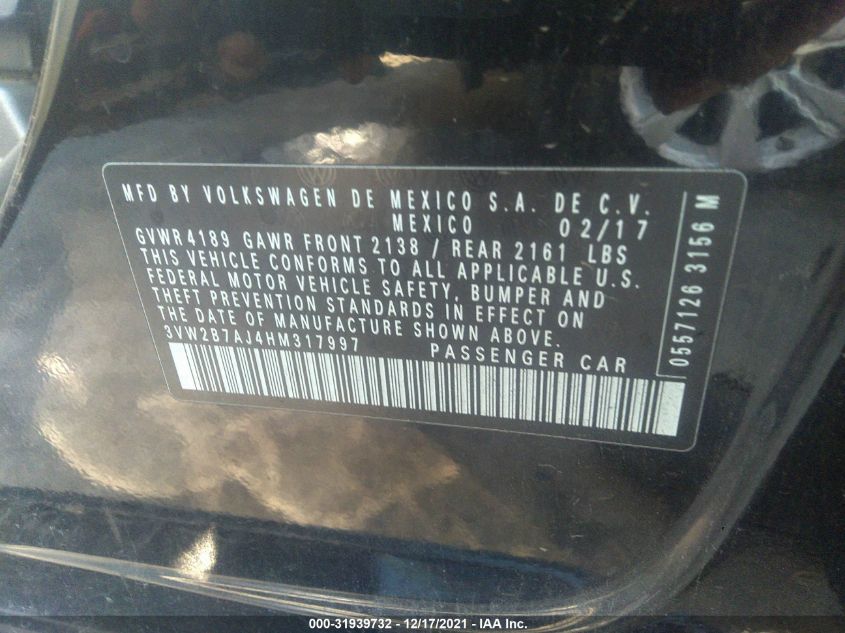 MFD BY VOLKSWAGEN DE MEXICO S.A. DE C.V.
MEXICO 02/17
GVWR4189 GAWR FRONT 2138 / REAR 2161 LBS
THIS VEHICLE CONFORMS TO ALL APPLICABLE U.S.
FEDERAL MOTOR VEHICLE SAFETY, BUMPER AND
THEFT PREVENTION STANDARDS IN EFFECT ON
THE DATE OF MANUFACTURE SHOWN ABOVE.
3VW2B7AJ4HM317997 PASSENGER CAR
0557126 3156 M
000-31939732 - 12/17/2021 - IAA Inc.